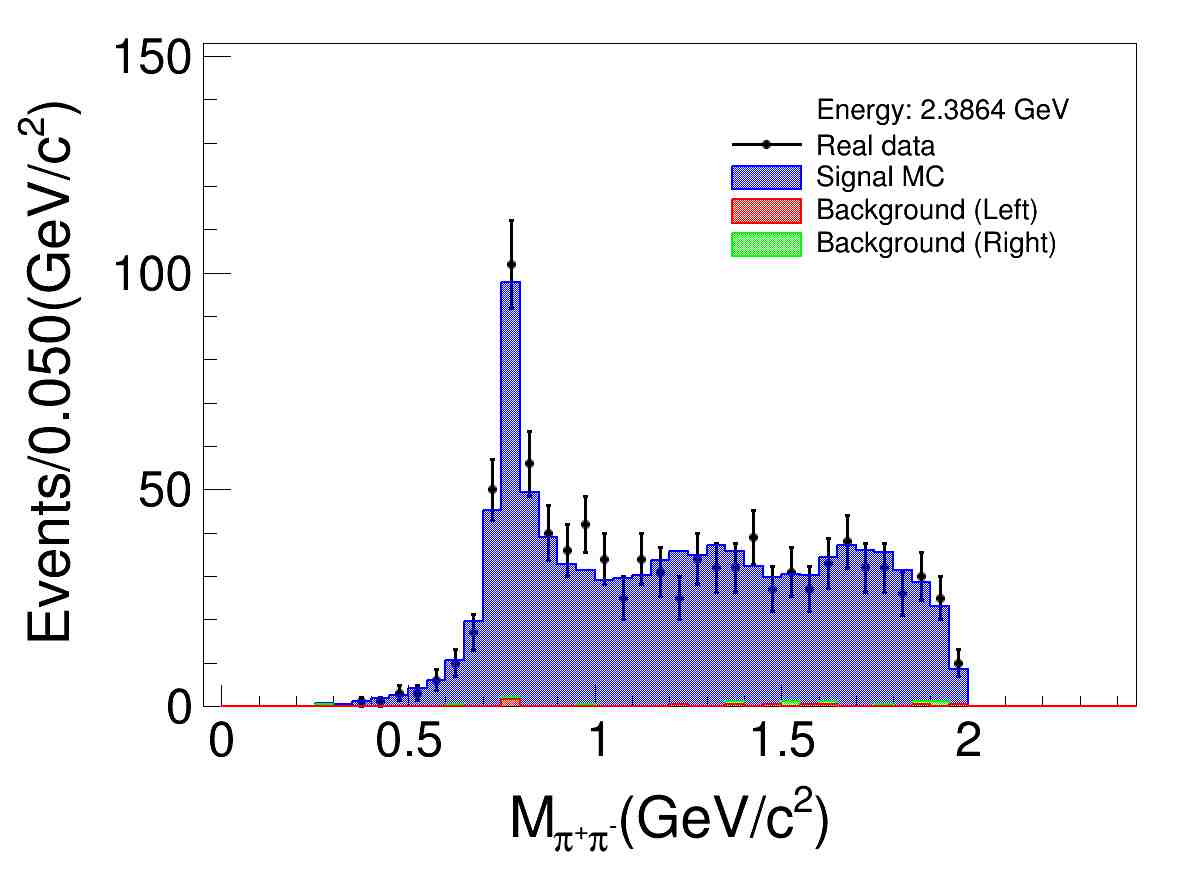 150
100
50
0
Events/0.050(GeV/c²)
Energy: 2.3864 GeV
Real data
Signal MC
Background (Left)
Background (Right)
0 0.5 1 1.5 2
Mπ⁺π⁻(GeV/c²)